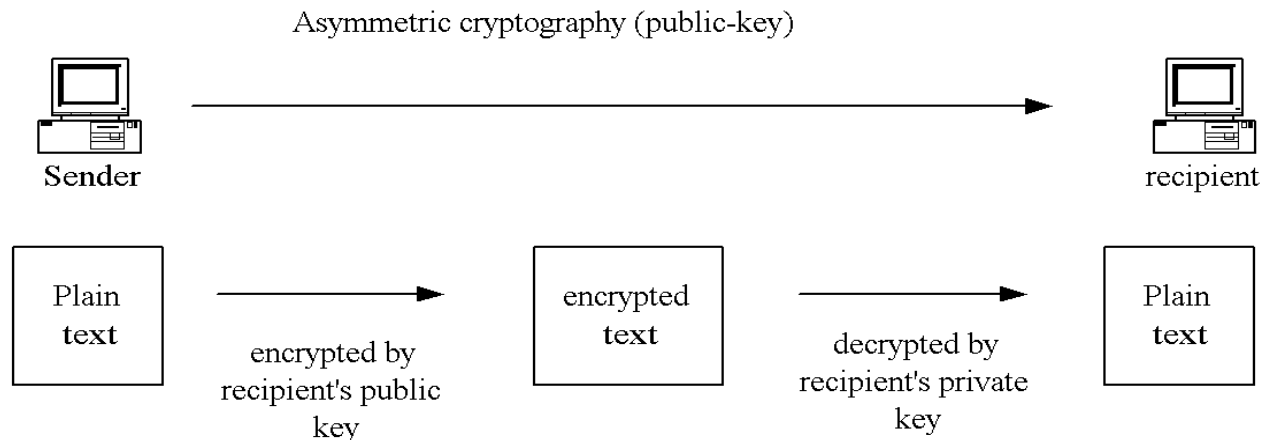 Asymmetric cryptography (public-key)
Sender
recipient
Plain
text
encrypted by
recipient's public
key
encrypted
text
decrypted by
recipient's private
key
Plain
text